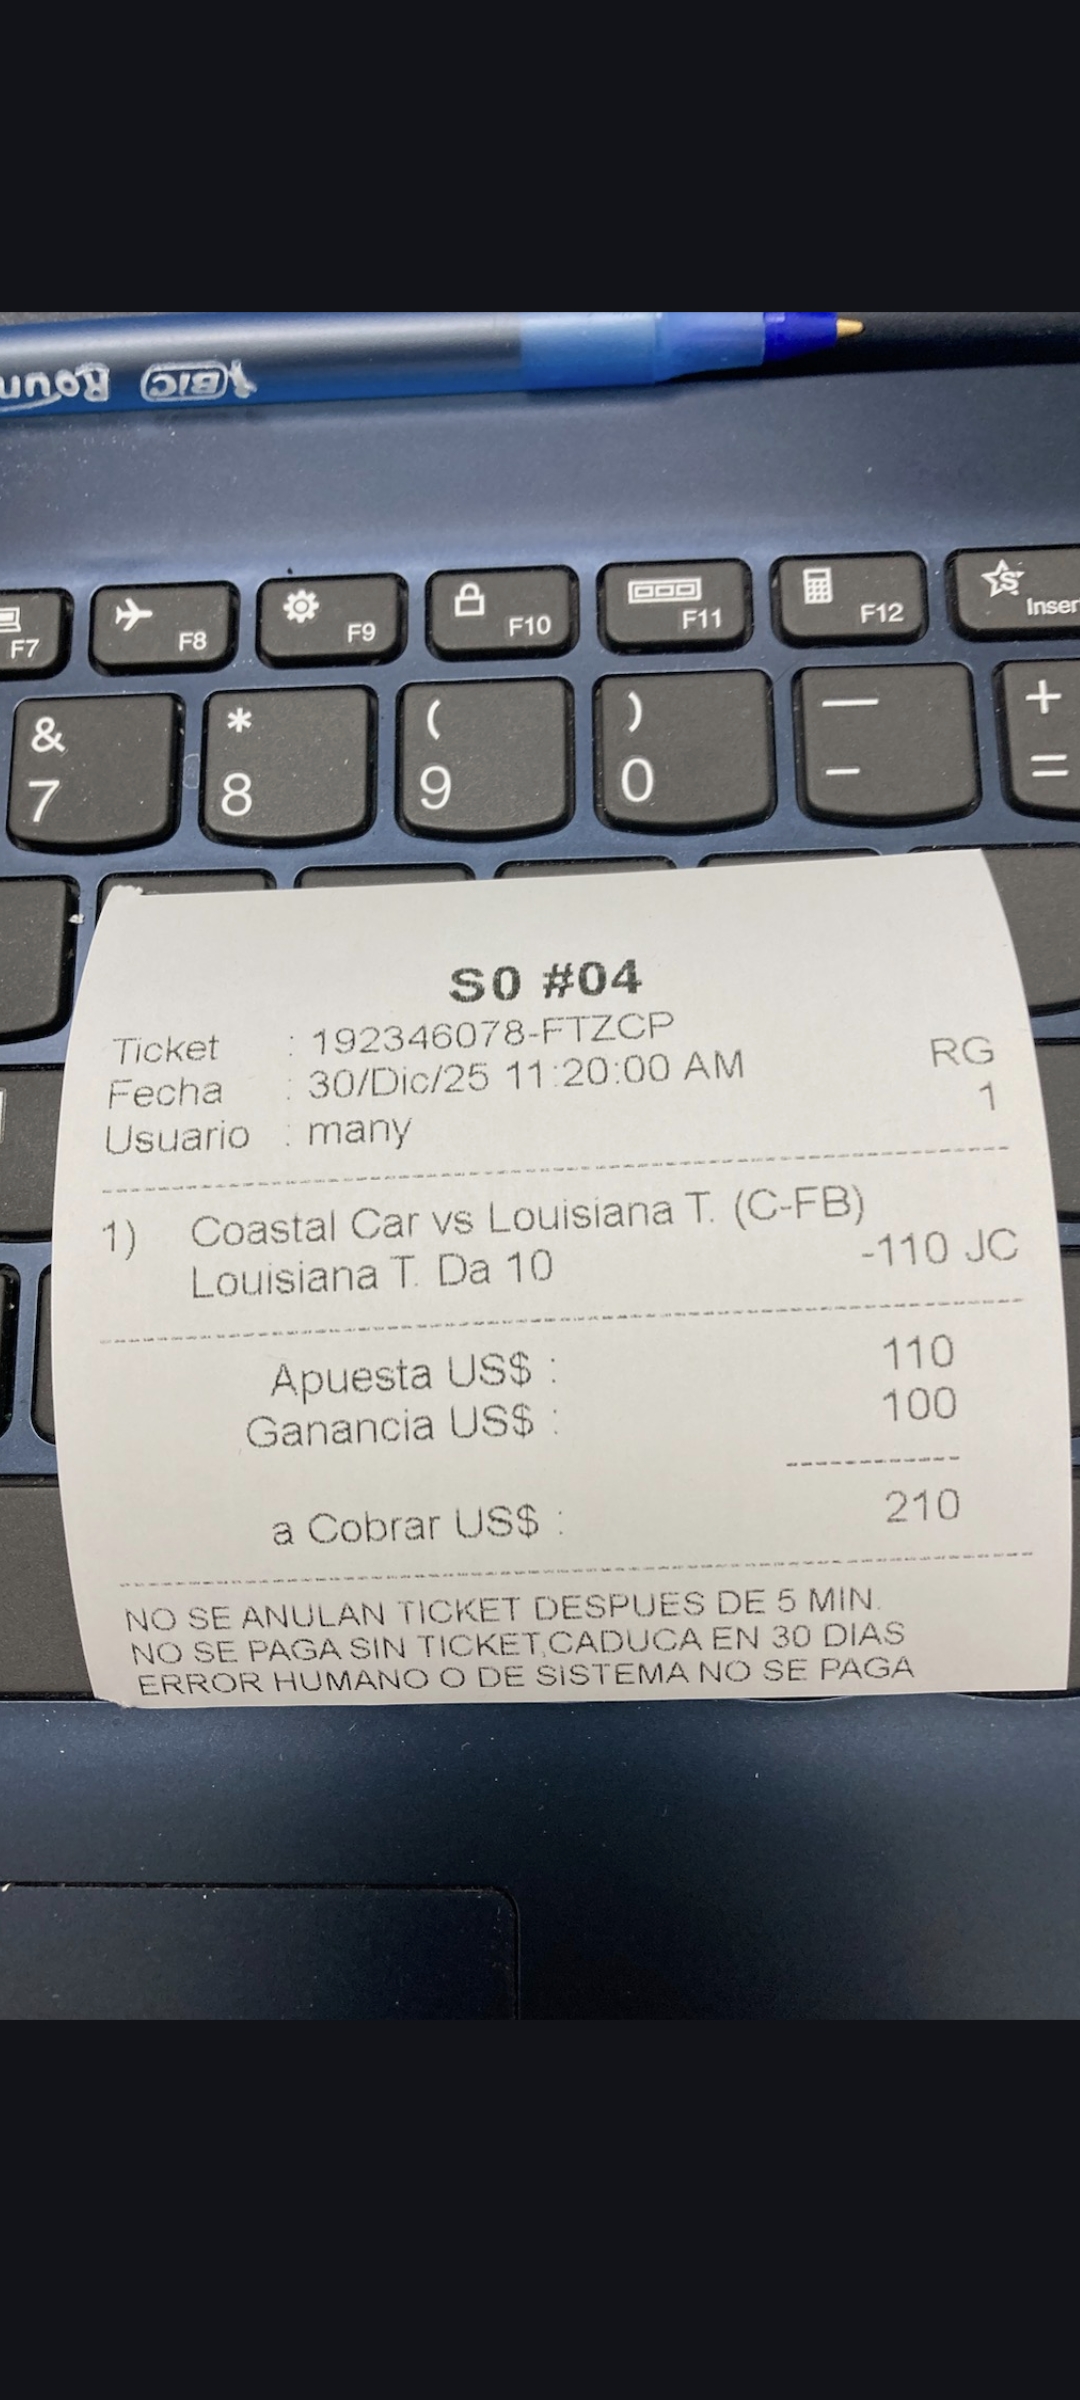 BIC Roun
F7
F8
F9
F10
F11
F12
Inser
&
7
*
8
(
9
)
0
—
-
+
=
S0 #04
Ticket : 192346078-FTZCP
Fecha : 30/Dic/25 11:20:00 AM RG
Usuario : many 1
1) Coastal Car vs Louisiana T. (C-FB)
Louisiana T. Da 10 -110 JC
Apuesta US$ : 110
Ganancia US$ : 100
a Cobrar US$ : 210
NO SE ANULAN TICKET DESPUES DE 5 MIN.
NO SE PAGA SIN TICKET,CADUCA EN 30 DIAS
ERROR HUMANO O DE SISTEMA NO SE PAGA